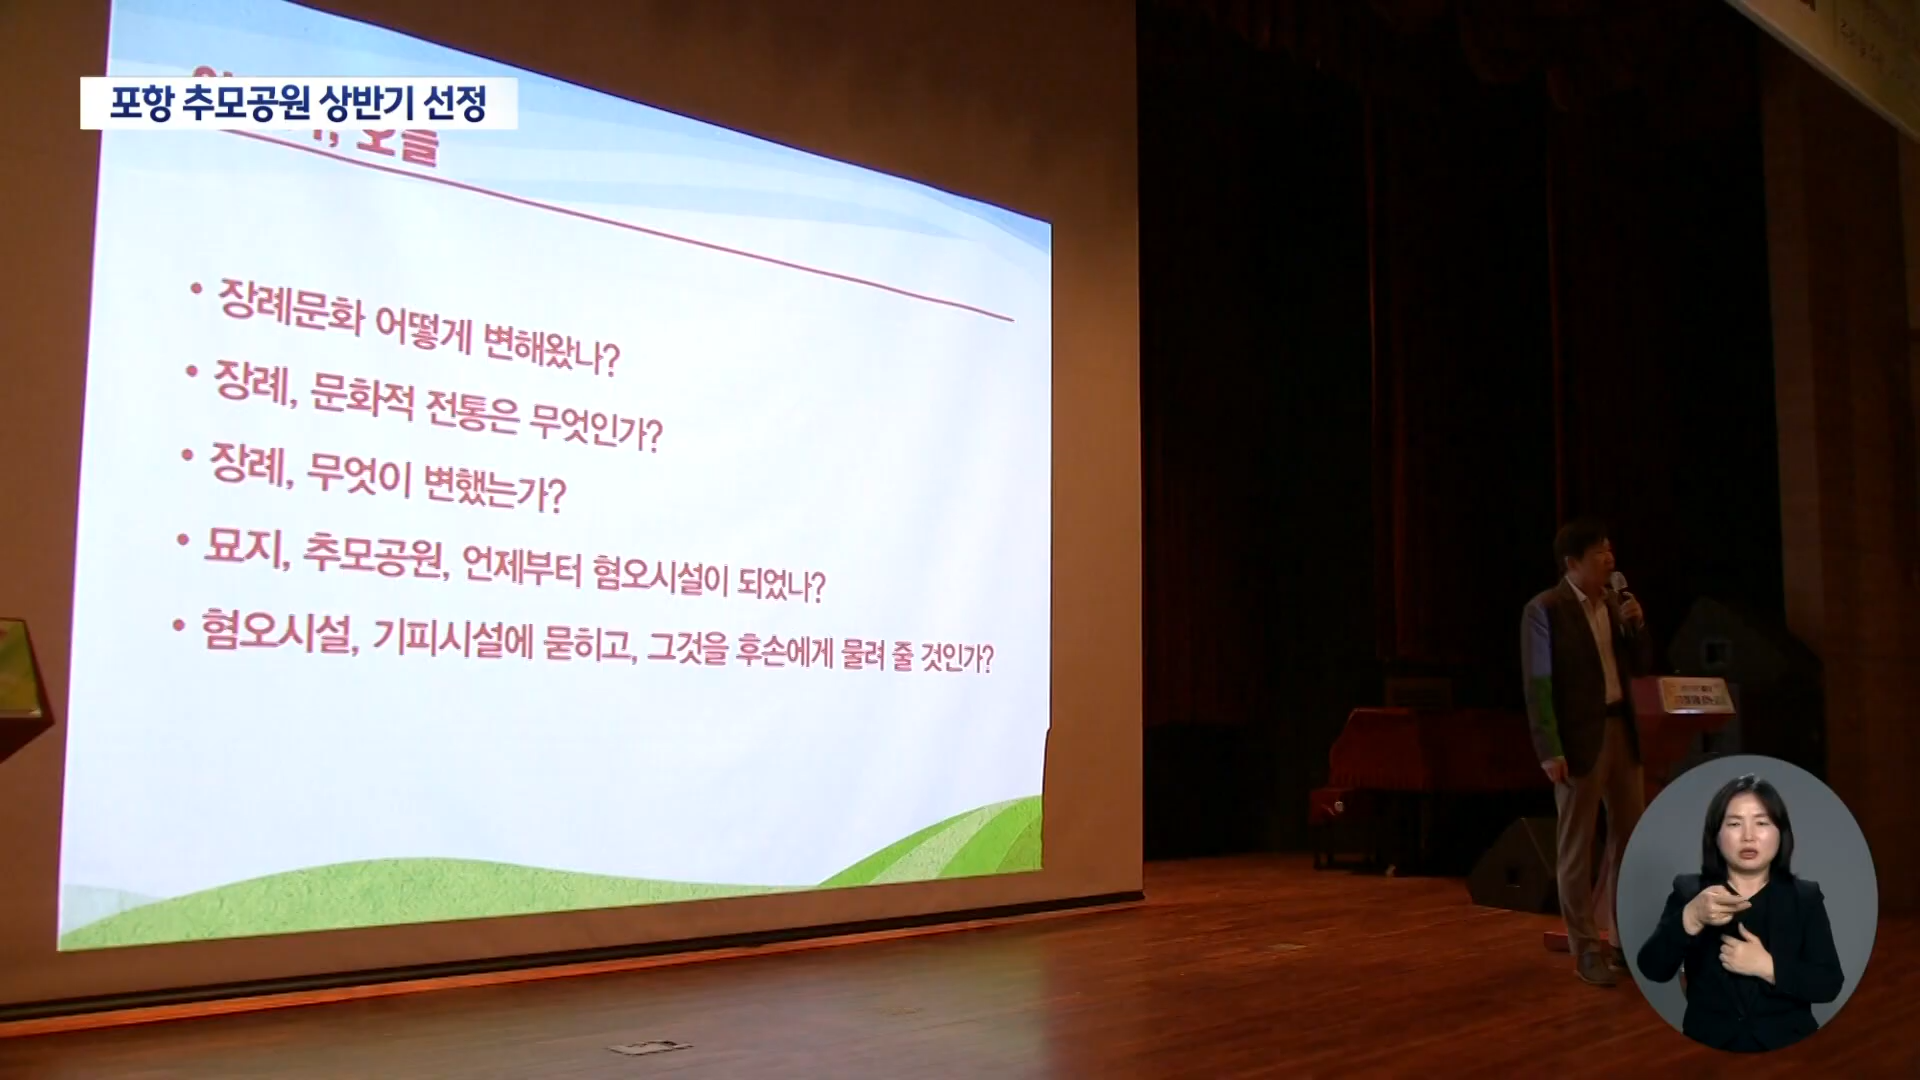 포항 추모공원 상반기 선정
오늘
• 장례문화 어떻게 변해왔나?
• 장례, 문화적 전통은 무엇인가?
• 장례, 무엇이 변했는가?
• 묘지, 추모공원, 언제부터 혐오시설이 되었나?
• 혐오시설, 기피시설에 묻히고, 그것을 후손에게 물려 줄 것인가?